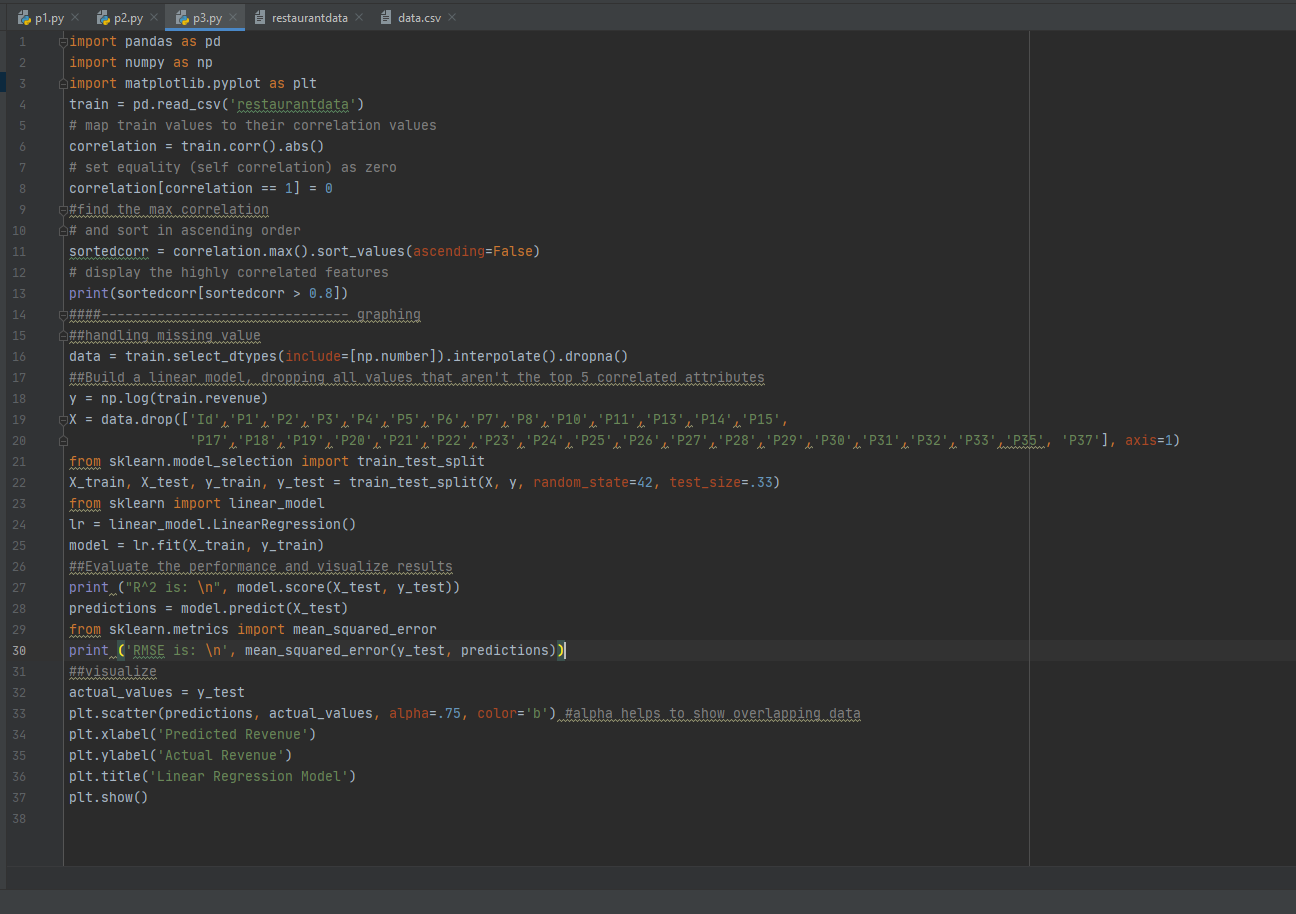 p1.py p2.py p3.py restaurantdata data.csv
1 import pandas as pd
2 import numpy as np
3 import matplotlib.pyplot as plt
4 train = pd.read_csv('restaurantdata')
5 # map train values to their correlation values
6 correlation = train.corr().abs()
7 # set equality (self correlation) as zero
8 correlation[correlation == 1] = 0
9 #find the max correlation
10 # and sort in ascending order
11 sortedcorr = correlation.max().sort_values(ascending=False)
12 # display the highly correlated features
13 print(sortedcorr[sortedcorr > 0.8])
14 ####------------------------------- graphing
15 ##handling missing value
16 data = train.select_dtypes(include=[np.number]).interpolate().dropna()
17 ##Build a linear model, dropping all values that aren't the top 5 correlated attributes
18 y = np.log(train.revenue)
19 X = data.drop(['Id','P1','P2','P3','P4','P5','P6','P7','P8','P10','P11','P13','P14','P15',
20 'P17','P18','P19','P20','P21','P22','P23','P24','P25','P26','P27','P28','P29','P30','P31','P32','P33','P35', 'P37'], axis=1)
21 from sklearn.model_selection import train_test_split
22 X_train, X_test, y_train, y_test = train_test_split(X, y, random_state=42, test_size=.33)
23 from sklearn import linear_model
24 lr = linear_model.LinearRegression()
25 model = lr.fit(X_train, y_train)
26 ##Evaluate the performance and visualize results
27 print ("R^2 is: \n", model.score(X_test, y_test))
28 predictions = model.predict(X_test)
29 from sklearn.metrics import mean_squared_error
30 print ('RMSE is: \n', mean_squared_error(y_test, predictions))
31 ##visualize
32 actual_values = y_test
33 plt.scatter(predictions, actual_values, alpha=.75, color='b') #alpha helps to show overlapping data
34 plt.xlabel('Predicted Revenue')
35 plt.ylabel('Actual Revenue')
36 plt.title('Linear Regression Model')
37 plt.show()
38